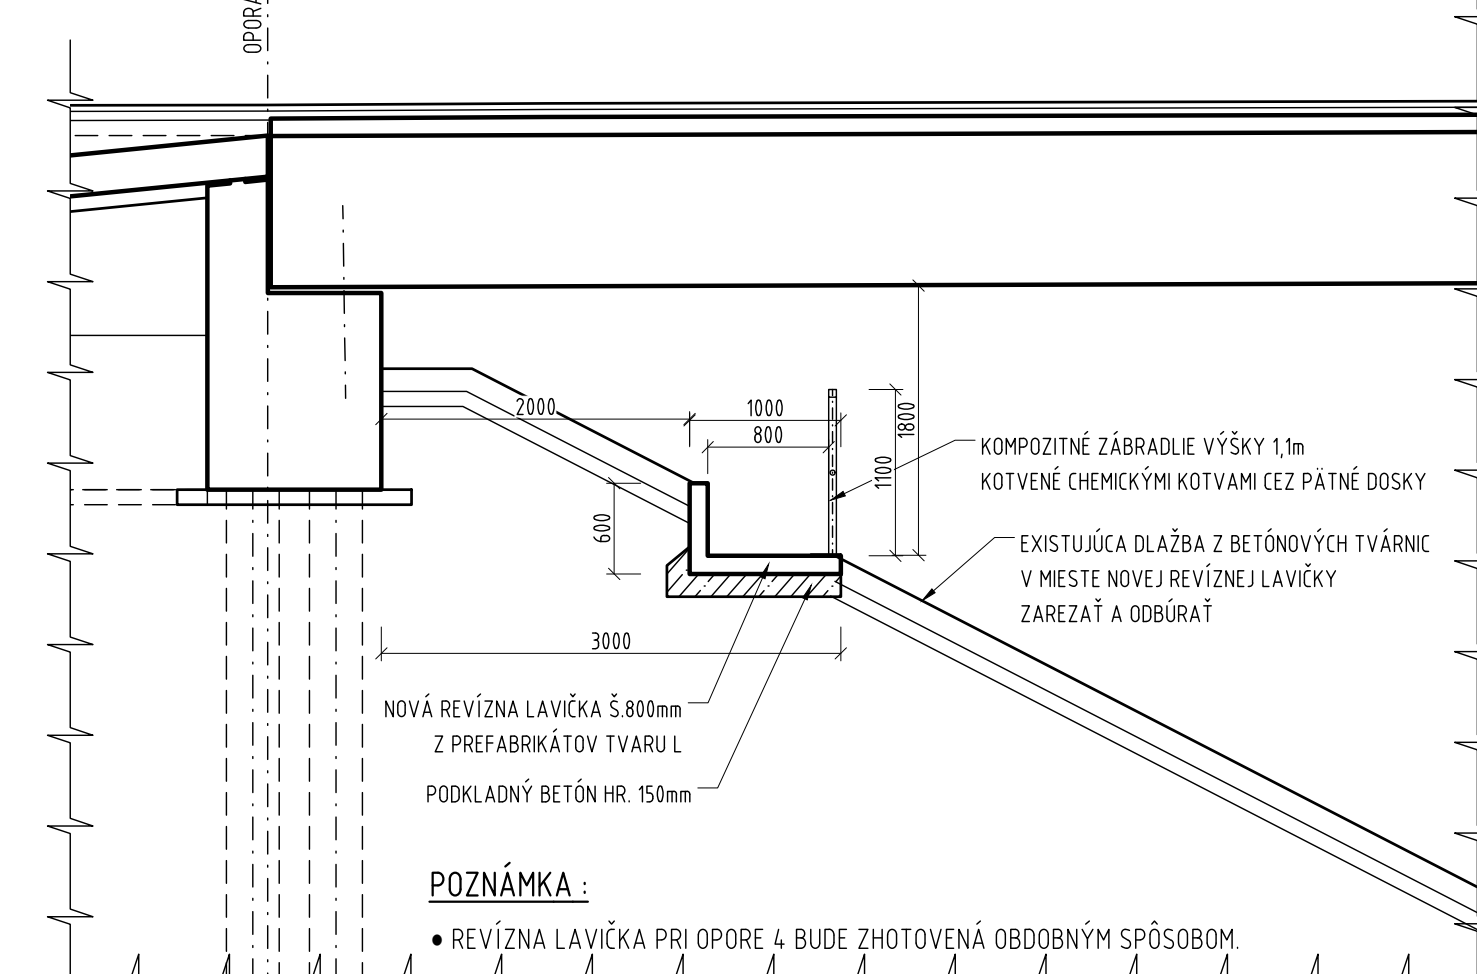 OPORA
2000
1000
800
1800
1100
600
3000
KOMPOZITNÉ ZÁBRADLIE VÝŠKY 1,1m
KOTVENÉ CHEMICKÝMI KOTVAMI CEZ PÄTNÉ DOSKY
EXISTUJÚCA DLAŽBA Z BETÓNOVÝCH TVÁRNIC
V MIESTE NOVEJ REVÍZNEJ LAVIČKY
ZAREZAŤ A ODBÚRAŤ
NOVÁ REVÍZNA LAVIČKA Š.800mm
Z PREFABRIKÁTOV TVARU L
PODKLADNÝ BETÓN HR. 150mm
POZNÁMKA :
• REVÍZNA LAVIČKA PRI OPORE 4 BUDE ZHOTOVENÁ OBDOBNÝM SPÔSOBOM.